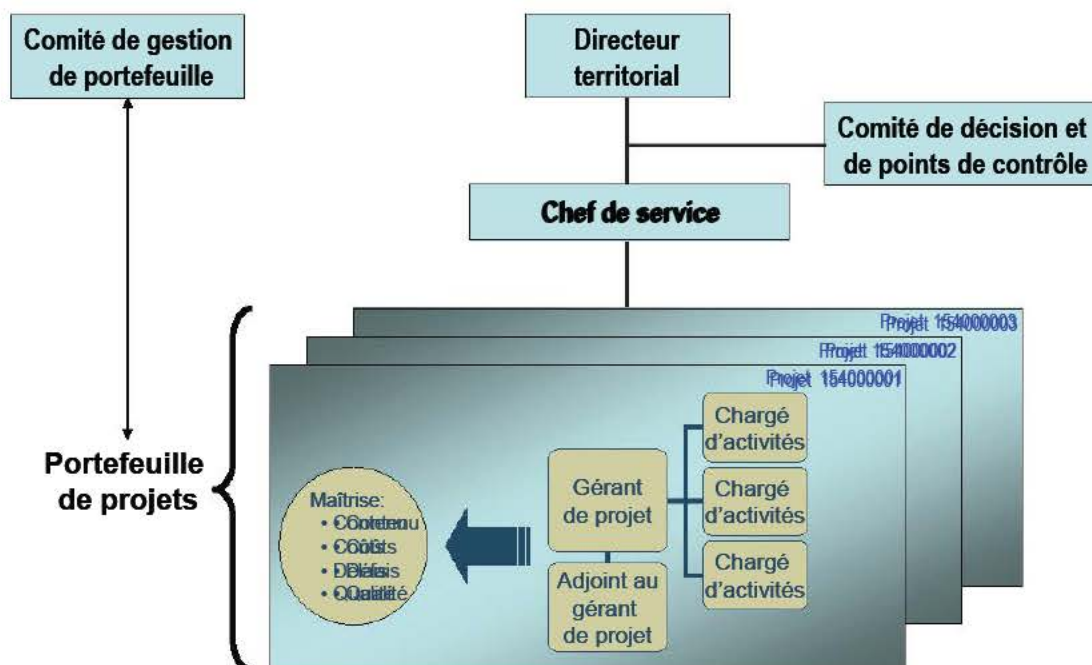 Comité de gestion
de portefeuille
Directeur
territorial
Comité de décision et
de points de contrôle
Chef de service
Projet 154000003
Projet 154000002
Projet 154000001
Portefeuille
de projets
Maîtrise:
• Contenu
• Coûts
• Délais
• Qualité
Gérant
de projet
Adjoint au
gérant
de projet
Chargé
d'activités
Chargé
d'activités
Chargé
d'activités